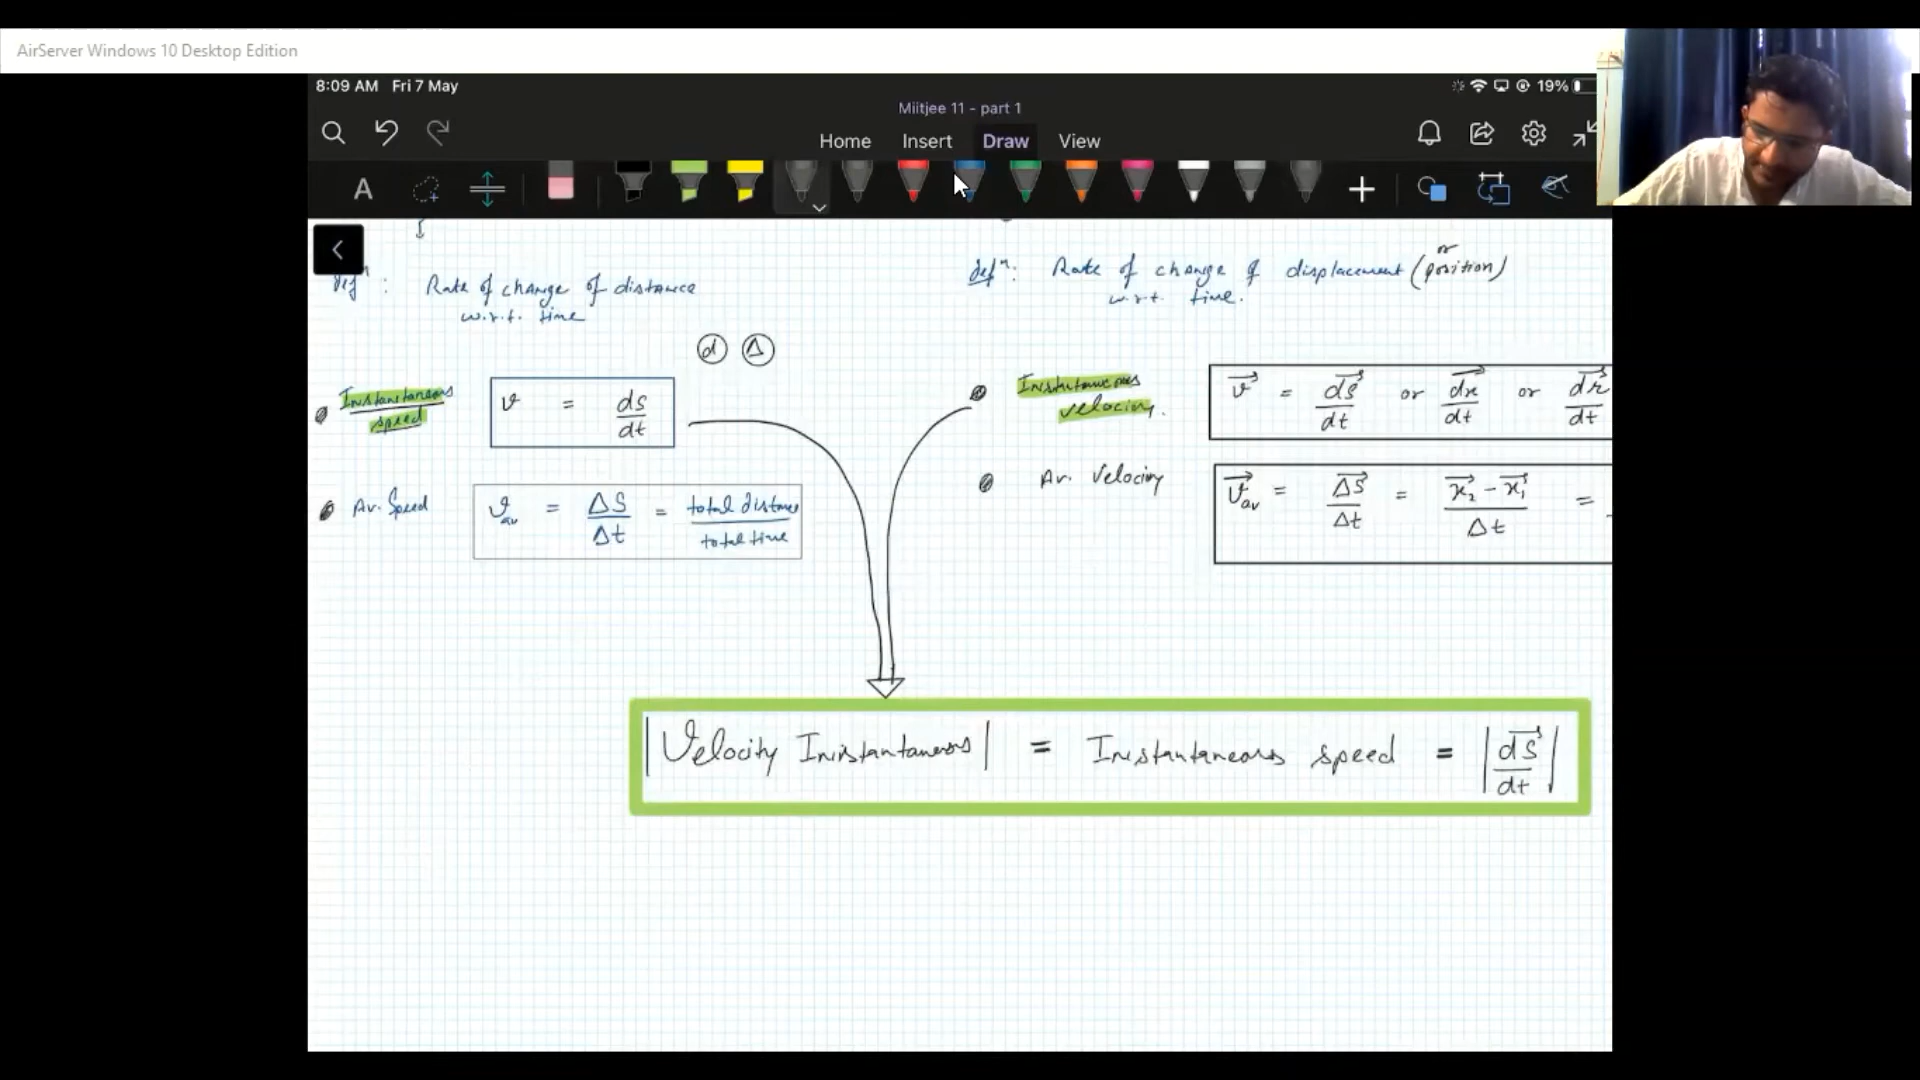 AirServer Windows 10 Desktop Edition
8:09 AM Fri 7 May
19%
Miitjee 11 - part 1
Home Insert Draw View
A
defⁿ : Rate of change of distance
w.r.t. time
defⁿ : Rate of change of displacement (or position)
w.r.t. time.
d Δ
Instantaneous speed
v = ds/dt
Av. Speed
v_av = ΔS/Δt = total distance/total time
Instantaneous velocity.
v⃗ = ds⃗/dt or dx⃗/dt or dr⃗/dt
Av. Velocity
v⃗_av = Δs⃗/Δt = (x⃗₂ - x⃗₁)/Δt =
|Velocity Instantaneous| = Instantaneous speed = |ds⃗/dt|